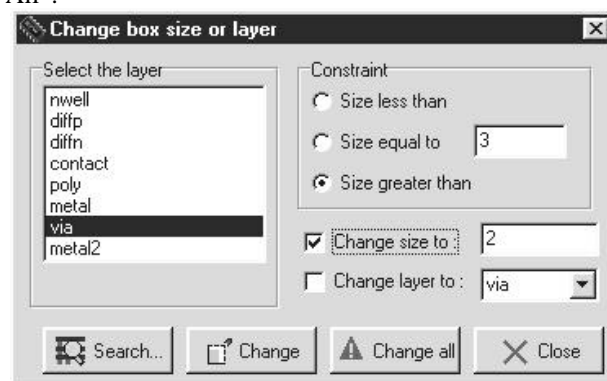 Change box size or layer
Select the layer
nwell
diffp
diffn
contact
poly
metal
via
metal2
Constraint
Size less than
Size equal to 3
Size greater than
Change size to : 2
Change layer to : via
Search... Change Change all Close